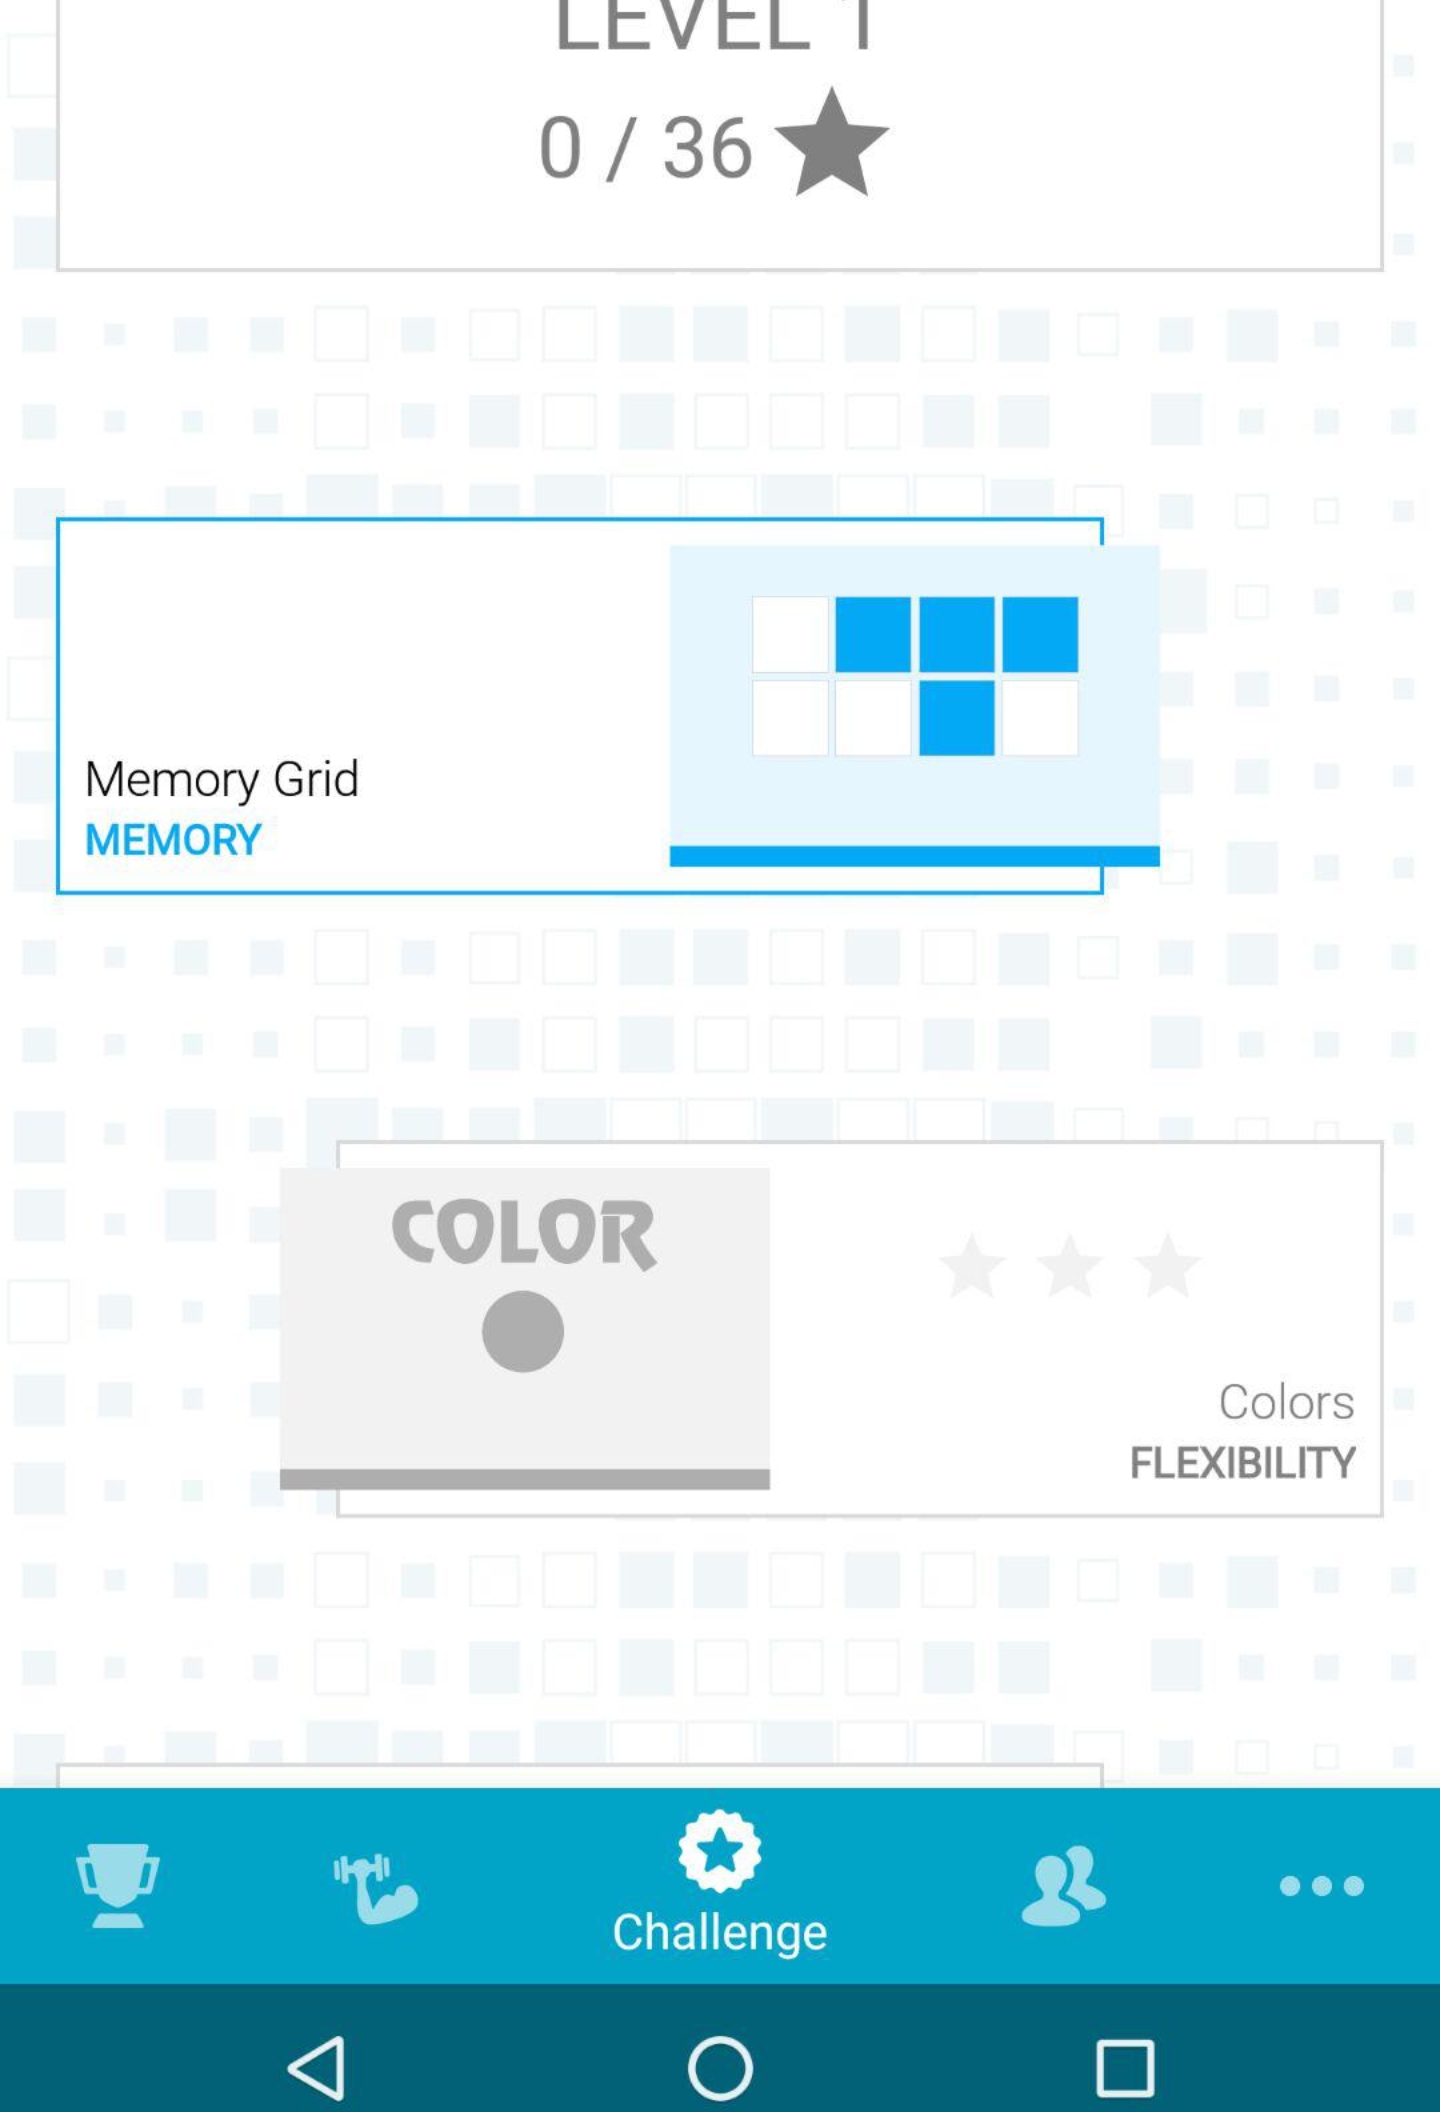 LEVEL 1
0 / 36
Memory Grid
MEMORY
COLOR
Colors
FLEXIBILITY
Challenge